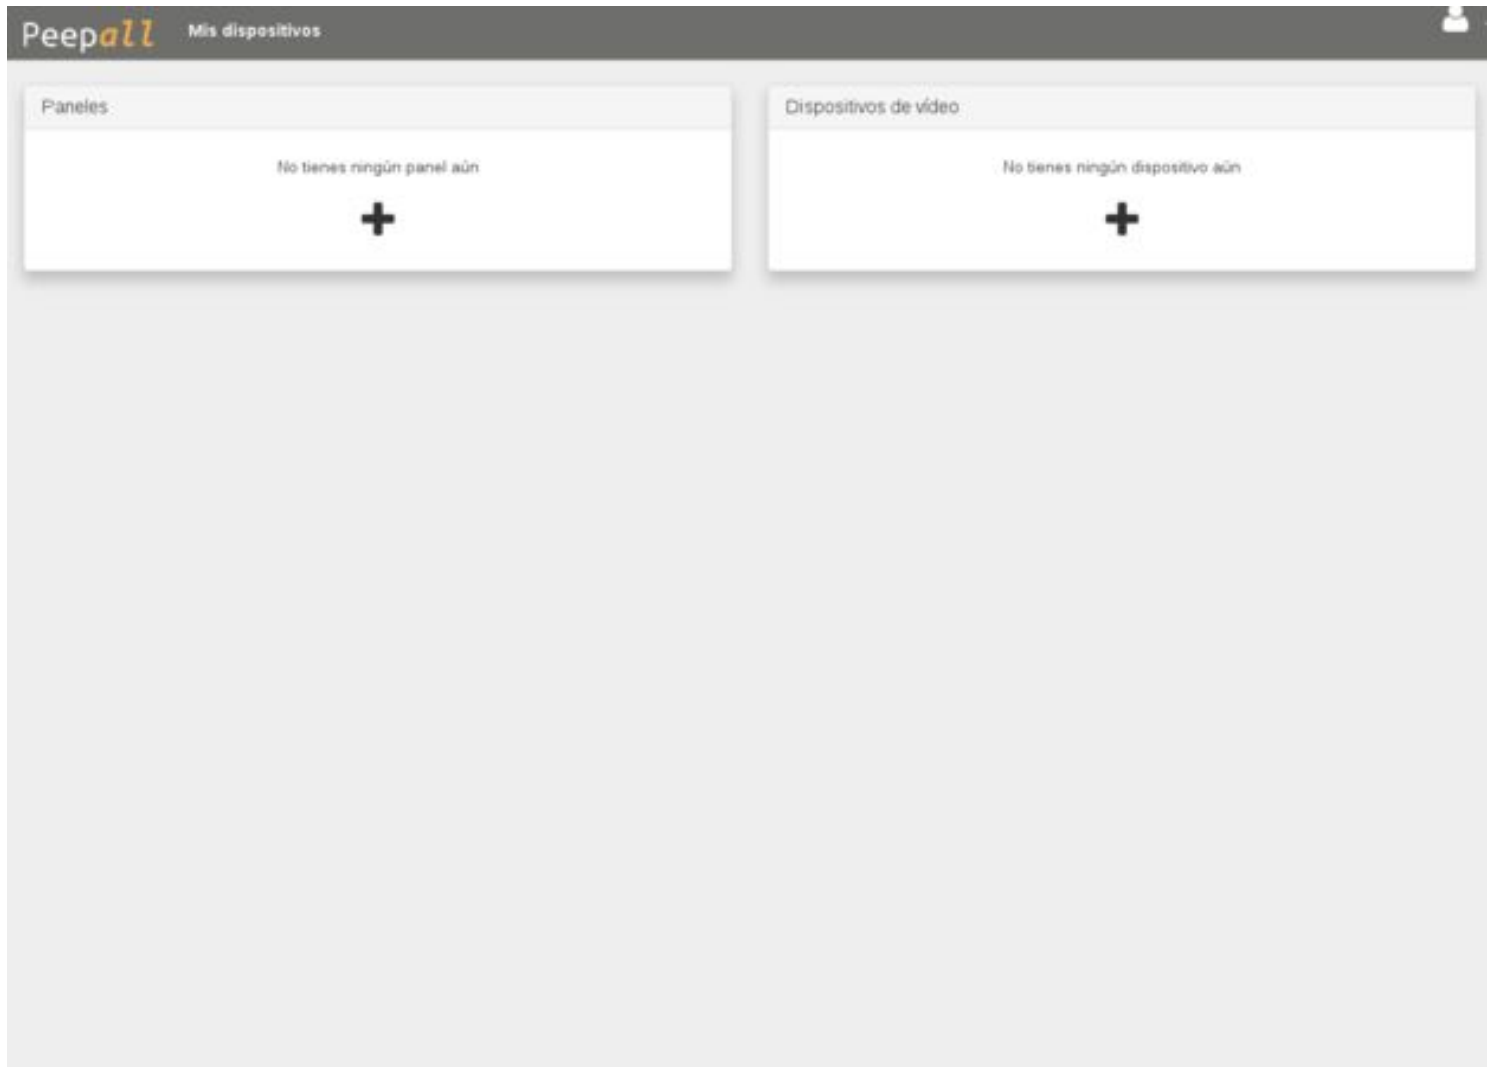 Peepall Mis dispositivos
Paneles
No tienes ningún panel aún
Dispositivos de vídeo
No tienes ningún dispositivo aún